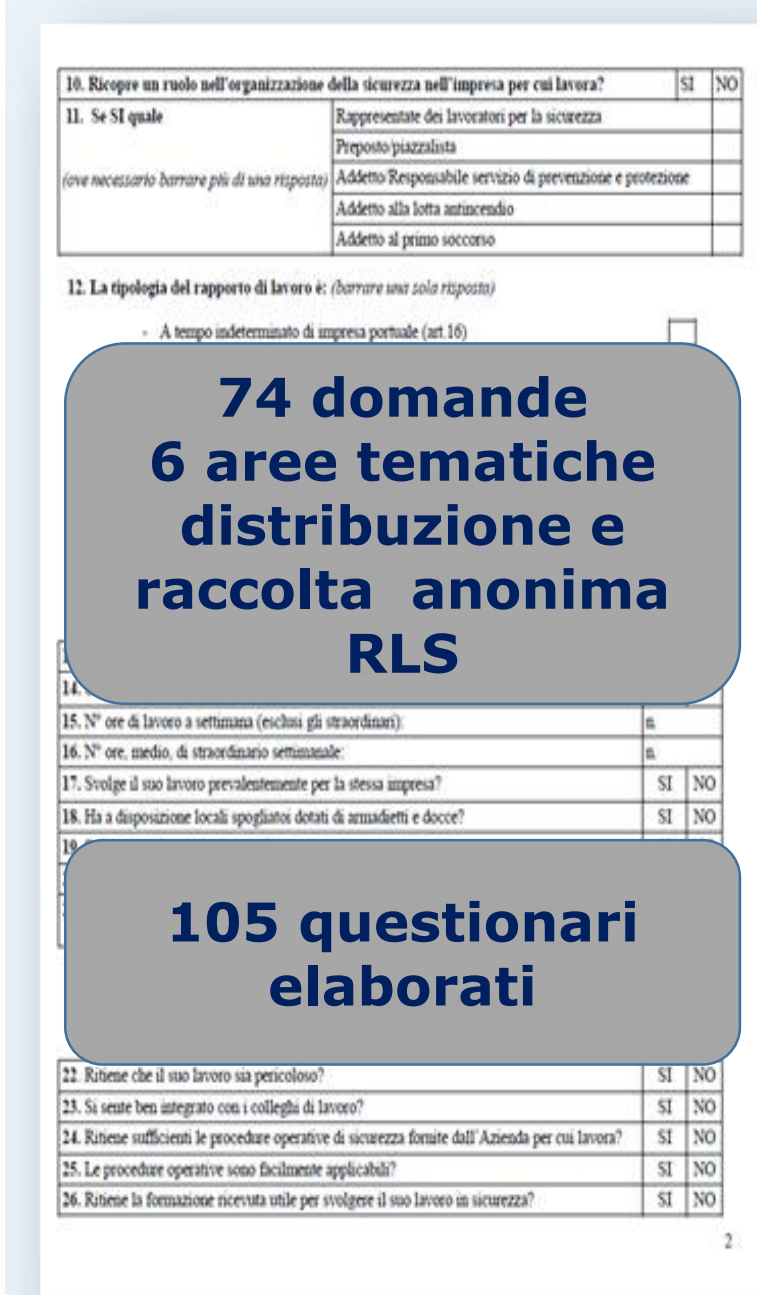 10. Ricopre un ruolo nell'organizzazione della sicurezza nell'impresa per cui lavora? SI NO
11. Se SI quale
Rappresentate dei lavoratori per la sicurezza
Preposto/piazzalista
(ove necessario barrare più di una risposta)
Addetto/Responsabile servizio di prevenzione e protezione
Addetto alla lotta antincendio
Addetto al primo soccorso
12. La tipologia del rapporto di lavoro è: (barrare una sola risposta)
- A tempo indeterminato di impresa portuale (art.16)
74 domande
6 aree tematiche
distribuzione e
raccolta anonima
RLS
14.
15. N° ore di lavoro a settimana (esclusi gli straordinari): n.
16. N° ore, medio, di straordinario settimanale: n.
17. Svolge il suo lavoro prevalentemente per la stessa impresa? SI NO
18. Ha a disposizione locali spogliatoi dotati di armadietti e docce? SI NO
19.
105 questionari
elaborati
22. Ritiene che il suo lavoro sia pericoloso? SI NO
23. Si sente ben integrato con i colleghi di lavoro? SI NO
24. Ritiene sufficienti le procedure operative di sicurezza fornite dall'Azienda per cui lavora? SI NO
25. Le procedure operative sono facilmente applicabili? SI NO
26. Ritiene la formazione ricevuta utile per svolgere il suo lavoro in sicurezza? SI NO
2